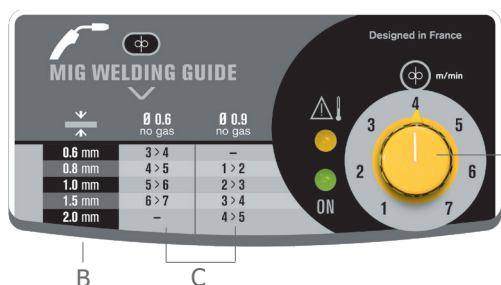 Designed in France
MIG WELDING GUIDE
m/min
Ø 0.6 Ø 0.9
no gas no gas
0.6 mm 3 > 4 –
0.8 mm 4 > 5 1 > 2
1.0 mm 5 > 6 2 > 3
1.5 mm 6 > 7 3 > 4
2.0 mm – 4 > 5
1 2 3 4 5 6 7
ON
B C